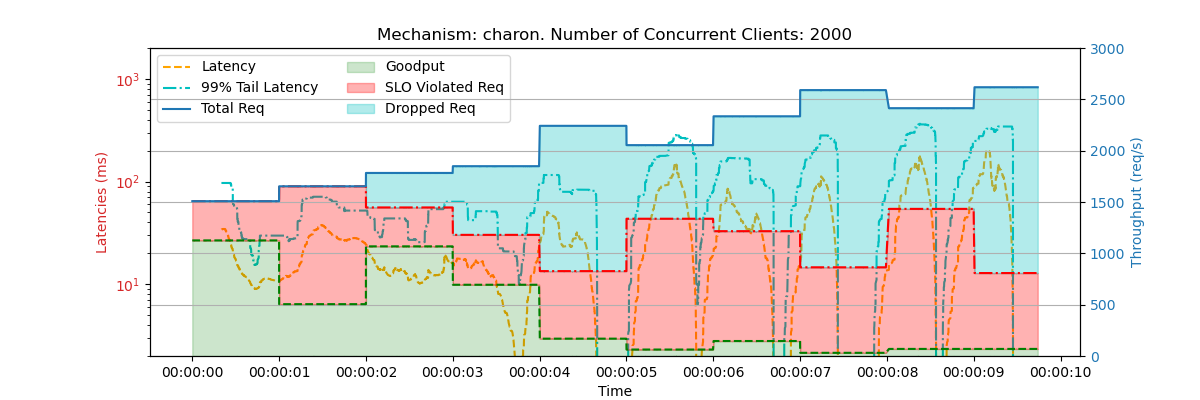 Mechanism: charon. Number of Concurrent Clients: 2000
Latency
99% Tail Latency
Total Req
Goodput
SLO Violated Req
Dropped Req
Latencies (ms)
10³
10²
10¹
Throughput (req/s)
3000
2500
2000
1500
1000
500
0
00:00:00 00:00:01 00:00:02 00:00:03 00:00:04 00:00:05 00:00:06 00:00:07 00:00:08 00:00:09 00:00:10
Time